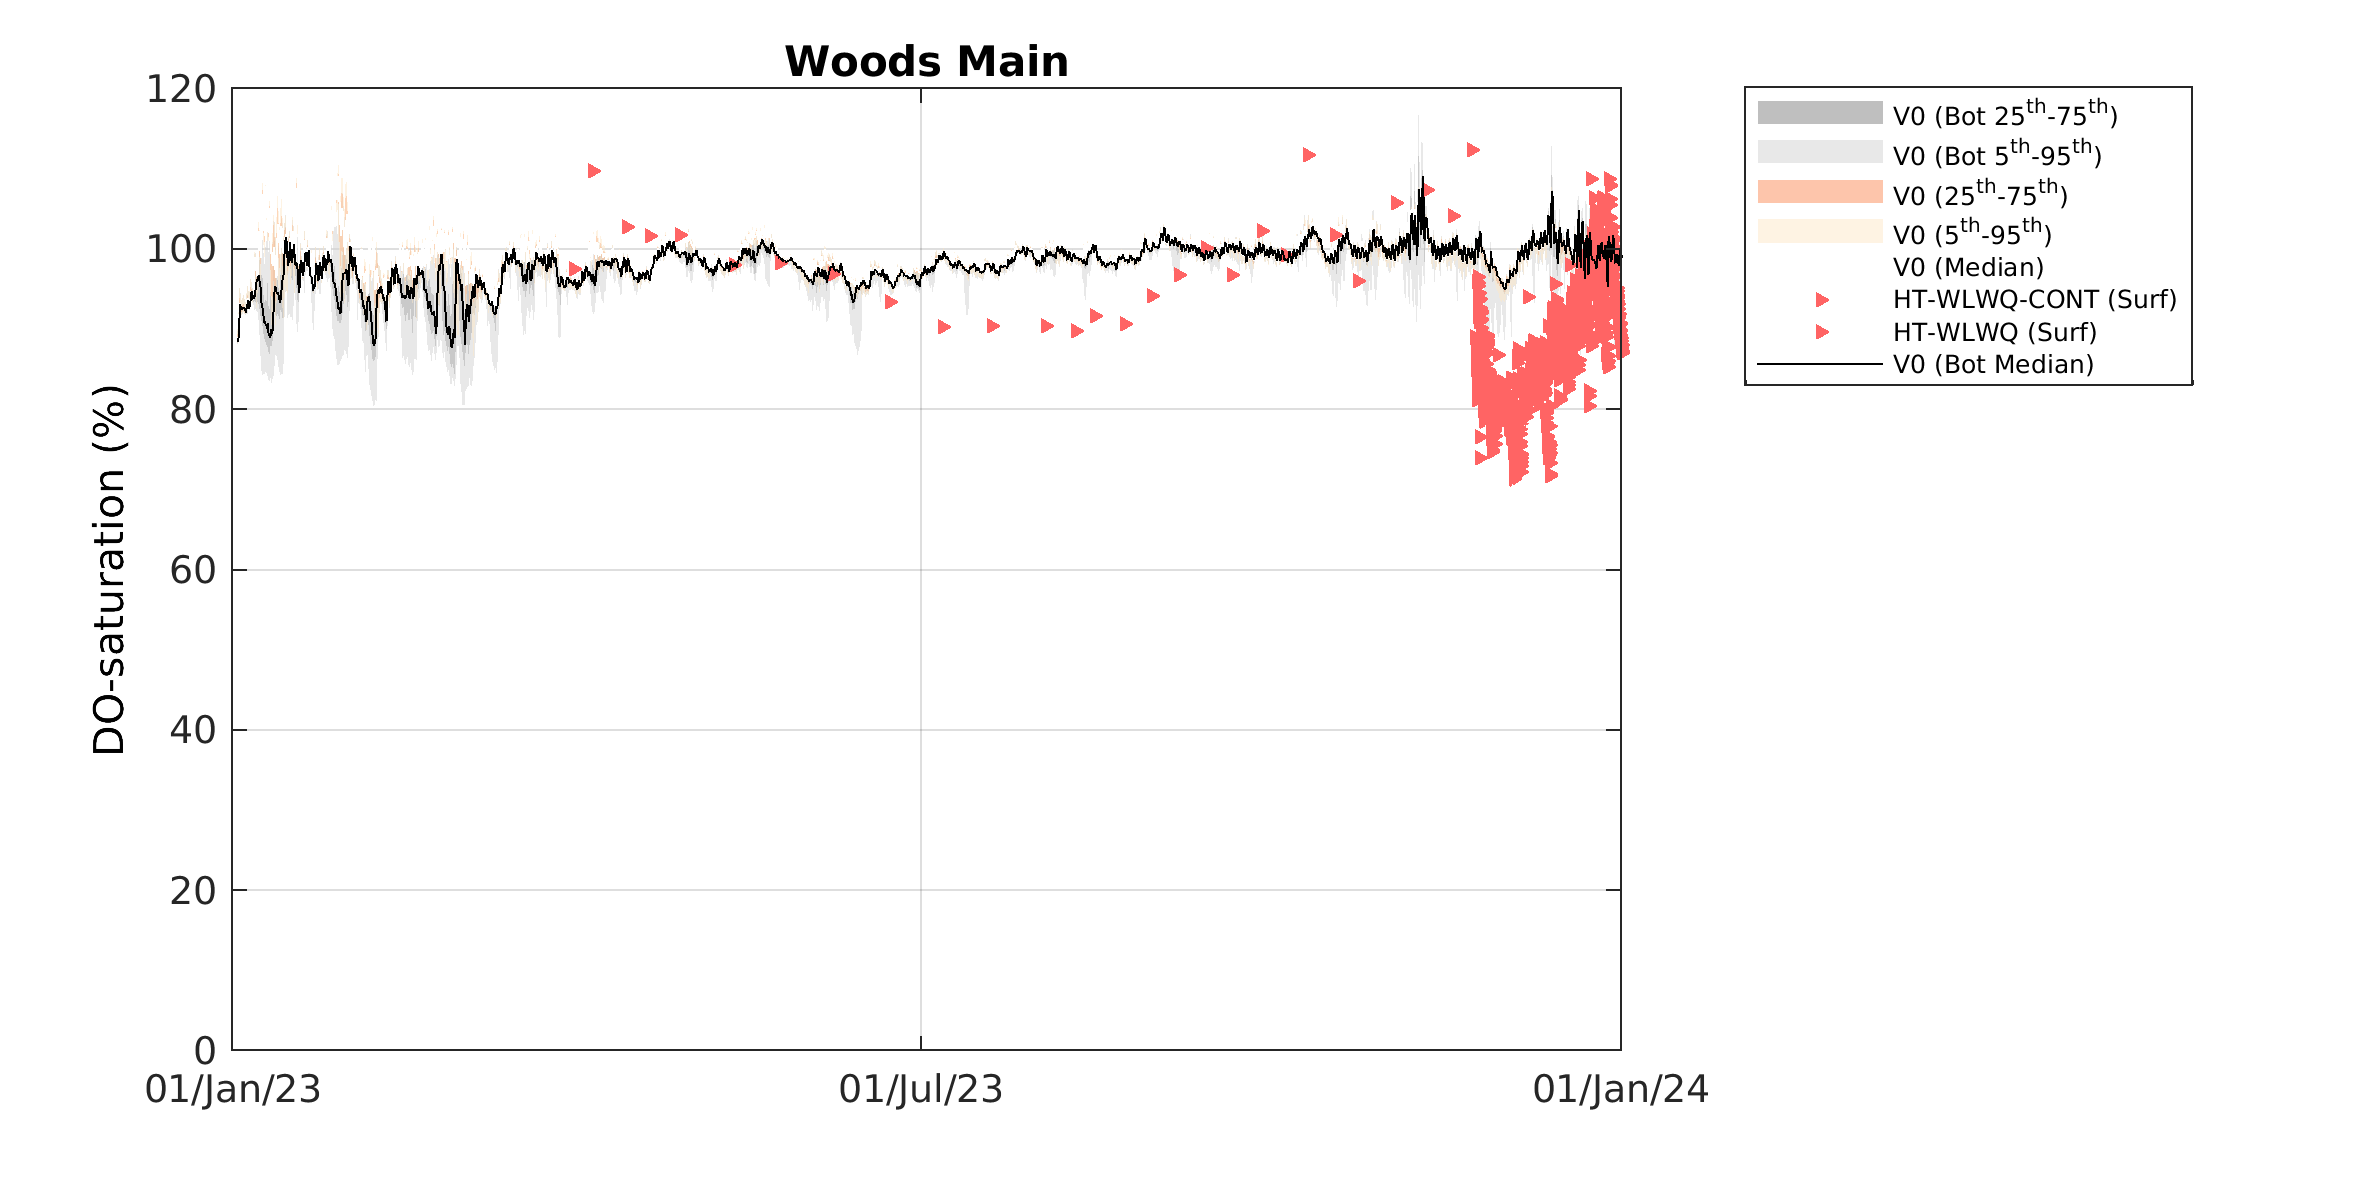 Woods Main
120
100
80
60
40
20
0
DO-saturation (%)
01/Jan/23
01/Jul/23
01/Jan/24
V0 (Bot 25th-75th)
V0 (Bot 5th-95th)
V0 (25th-75th)
V0 (5th-95th)
V0 (Median)
HT-WLWQ-CONT (Surf)
HT-WLWQ (Surf)
V0 (Bot Median)